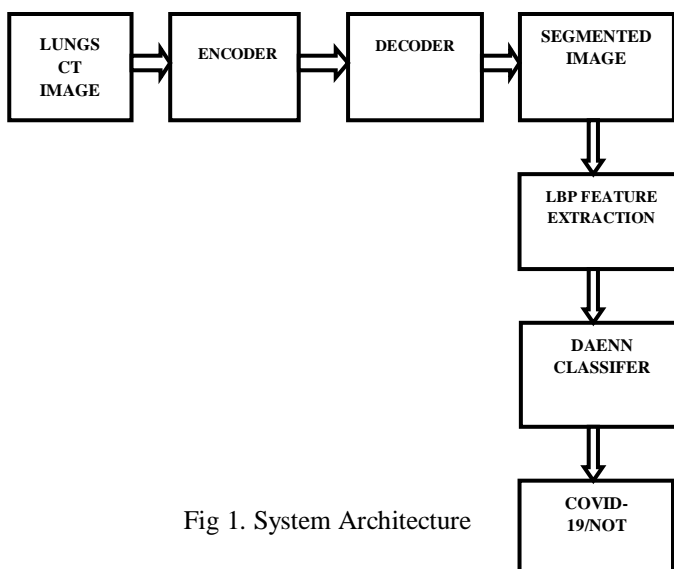 LUNGS
CT
IMAGE
ENCODER
DECODER
SEGMENTED
IMAGE
LBP FEATURE
EXTRACTION
DAENN
CLASSIFER
COVID-
19/NOT
Fig 1. System Architecture